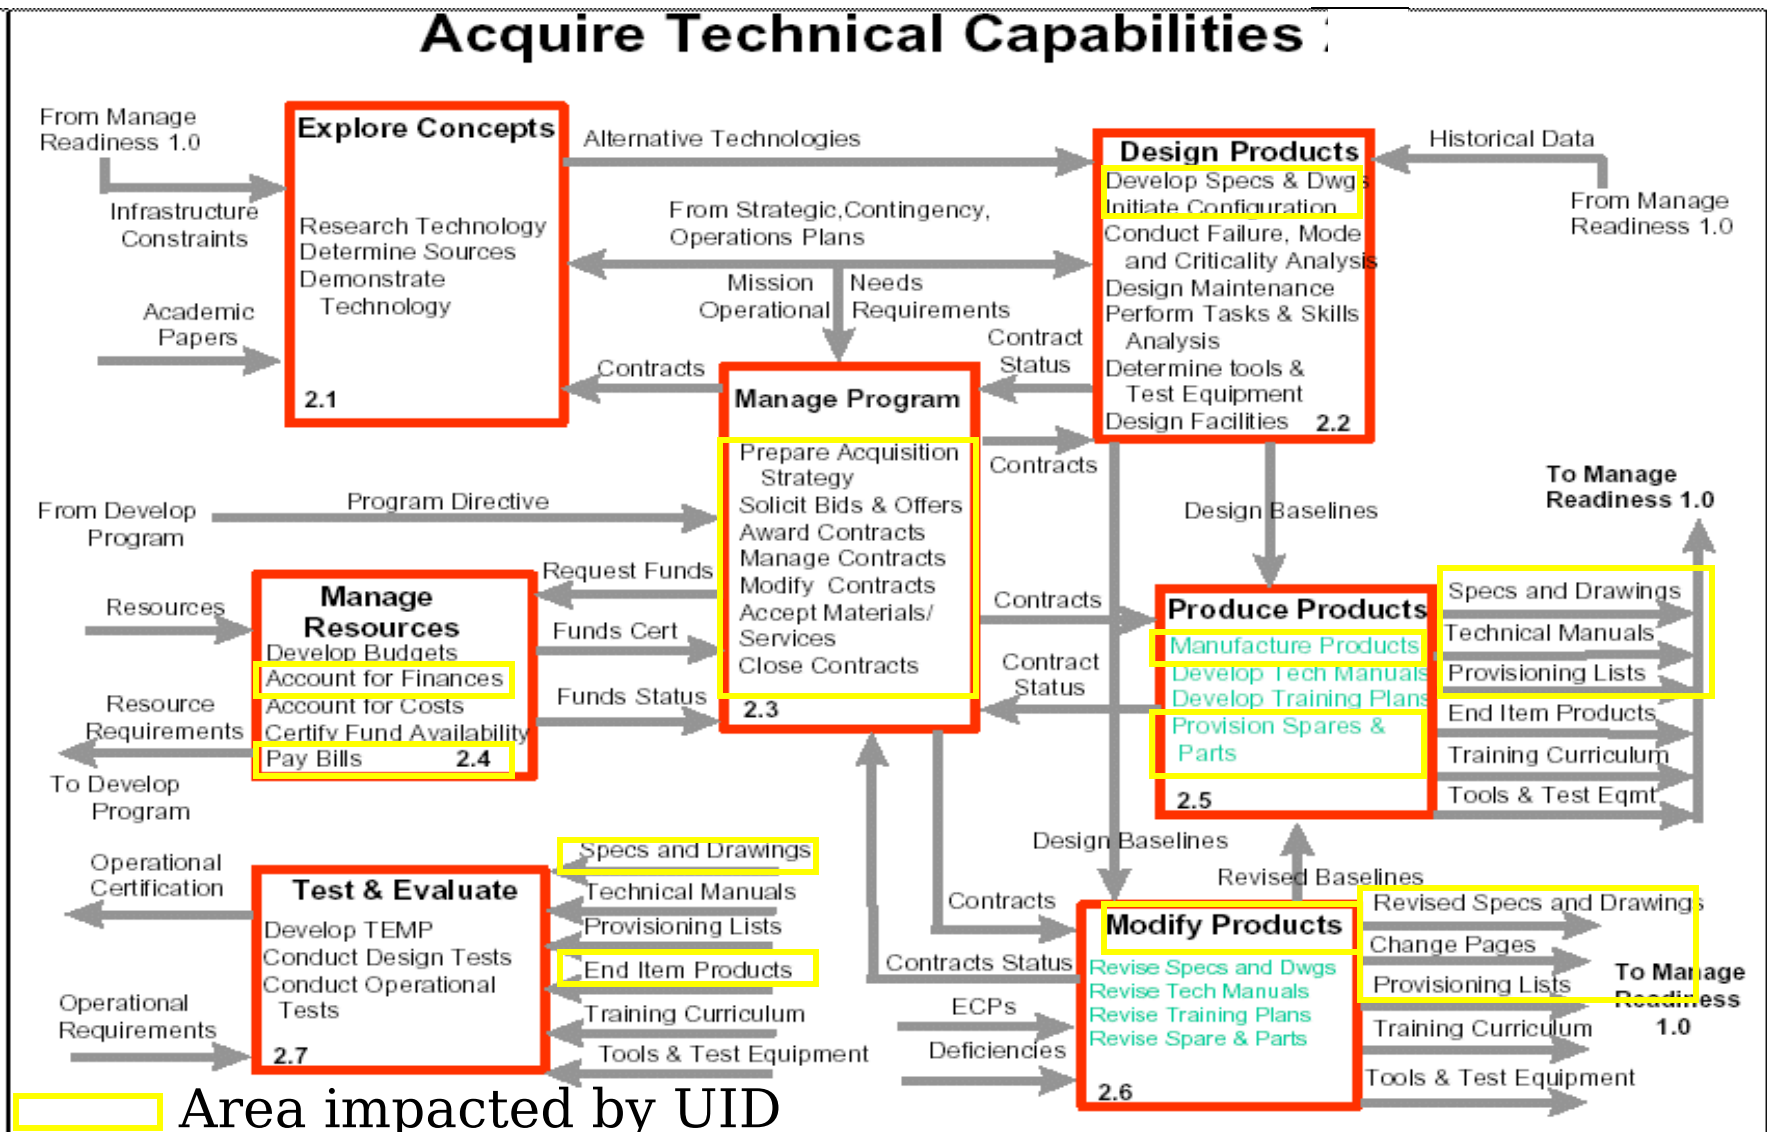 Acquire Technical Capabilities
From Manage
Readiness 1.0
Infrastructure
Constraints
Academic
Papers
Explore Concepts
Research Technology
Determine Sources
Demonstrate
Technology
2.1
Alternative Technologies
From Strategic,Contingency,
Operations Plans
Mission Needs
Operational Requirements
Contracts
Contract
Status
Contracts
Design Products
Develop Specs & Dwgs
Initiate Configuration
Conduct Failure, Mode
and Criticality Analysis
Design Maintenance
Perform Tasks & Skills
Analysis
Determine tools &
Test Equipment
Design Facilities 2.2
Historical Data
From Manage
Readiness 1.0
From Develop
Program
Program Directive
Manage Program
Prepare Acquisition
Strategy
Solicit Bids & Offers
Award Contracts
Manage Contracts
Modify Contracts
Accept Materials/
Services
Close Contracts
2.3
Design Baselines
To Manage
Readiness 1.0
Resources
Resource
Requirements
To Develop
Program
Manage
Resources
Develop Budgets
Account for Finances
Account for Costs
Certify Fund Availability
Pay Bills 2.4
Request Funds
Funds Cert
Funds Status
Contracts
Contract
Status
Produce Products
Manufacture Products
Develop Tech Manuals
Develop Training Plans
Provision Spares &
Parts
2.5
Specs and Drawings
Technical Manuals
Provisioning Lists
End Item Products
Training Curriculum
Tools & Test Eqmt
Operational
Certification
Operational
Requirements
Test & Evaluate
Develop TEMP
Conduct Design Tests
Conduct Operational
Tests
2.7
Specs and Drawings
Technical Manuals
Provisioning Lists
End Item Products
Training Curriculum
Tools & Test Equipment
Design Baselines
Revised Baselines
Contracts
Contracts Status
ECPs
Deficiencies
Modify Products
Revise Specs and Dwgs
Revise Tech Manuals
Revise Training Plans
Revise Spare & Parts
2.6
Revised Specs and Drawings
Change Pages
Provisioning Lists
Training Curriculum
Tools & Test Equipment
To Manage
Readiness
1.0
Area impacted by UID